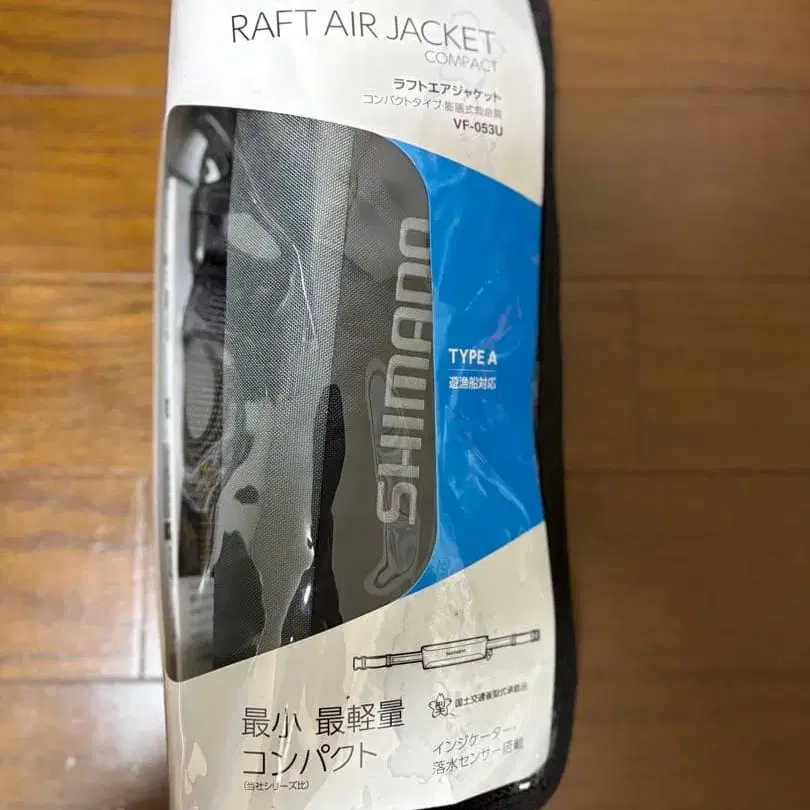 RAFT AIR JACKET
COMPACT
ラフトエアジャケット
コンパクトタイプ・膨脹式救命具
VF-053U
SHIMANO
TYPE A
遊漁船対応
最小 最軽量
コンパクト
(当社シリーズ比)
国土交通省型式承認品
インジケーター・
落水センサー搭載